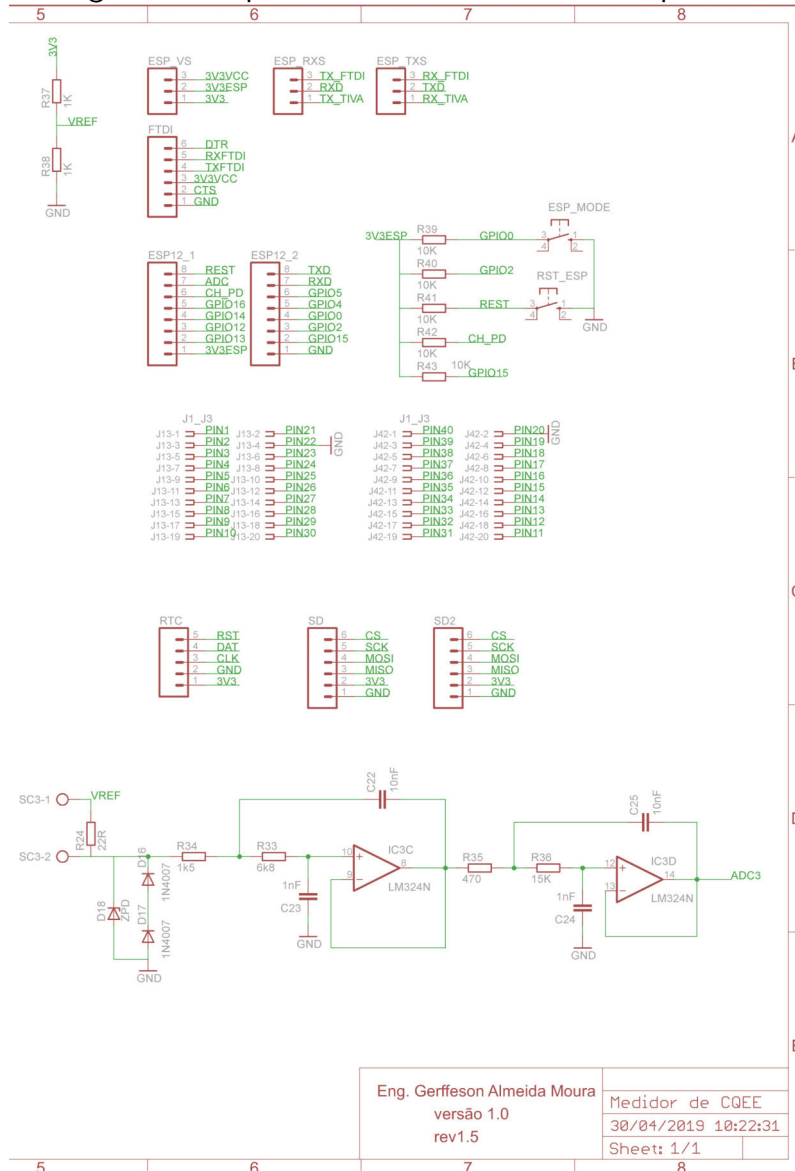 5 6 7 8
3V3
R37
1K
VREF
R38
1K
GND
ESP_VS
3 3V3VCC
2 3V3ESP
1 3V3
ESP_RXS
3 TX_FTDI
2 RXD
1 TX_TIVA
ESP_TXS
3 RX_FTDI
2 TXD
1 RX_TIVA
FTDI
6 DTR
5 RXFTDI
4 TXFTDI
3 3V3VCC
2 CTS
1 GND
ESP12_1
8 REST
7 ADC
6 CH_PD
5 GPIO16
4 GPIO14
3 GPIO12
2 GPIO13
1 3V3ESP
ESP12_2
8 TXD
7 RXD
6 GPIO5
5 GPIO4
4 GPIO0
3 GPIO2
2 GPIO15
1 GND
ESP_MODE
3V3ESP R39 GPIO0 3 1
10K 4 2
R40 GPIO2
10K RST_ESP
R41 REST 3 1
10K 4 2 GND
R42 CH_PD
10K
R43 10K GPIO15
J1_J3
J13-1 PIN1 J13-2 PIN21
J13-3 PIN2 J13-4 PIN22 GND
J13-5 PIN3 J13-6 PIN23
J13-7 PIN4 J13-8 PIN24
J13-9 PIN5 J13-10 PIN25
J13-11 PIN6 J13-12 PIN26
J13-13 PIN7 J13-14 PIN27
J13-15 PIN8 J13-16 PIN28
J13-17 PIN9 J13-18 PIN29
J13-19 PIN10 J13-20 PIN30
J1_J3
J42-1 PIN40 J42-2 PIN20 GND
J42-3 PIN39 J42-4 PIN19
J42-5 PIN38 J42-6 PIN18
J42-7 PIN37 J42-8 PIN17
J42-9 PIN36 J42-10 PIN16
J42-11 PIN35 J42-12 PIN15
J42-13 PIN34 J42-14 PIN14
J42-15 PIN33 J42-16 PIN13
J42-17 PIN32 J42-18 PIN12
J42-19 PIN31 J42-20 PIN11
RTC
5 RST
4 DAT
3 CLK
2 GND
1 3V3
SD
6 CS
5 SCK
4 MOSI
3 MISO
2 3V3
1 GND
SD2
6 CS
5 SCK
4 MOSI
3 MISO
2 3V3
1 GND
SC3-1 VREF
R24
22R
SC3-2
D16
1N4007
D17
1N4007
D18
ZPD
GND
R34
1k5
R33
6k8
C22
10nF
1nF
C23
GND
10 + 8 IC3C
9 - LM324N
R35
470
R36
15K
C25
10nF
1nF
C24
GND
12 + 14 IC3D
13 - LM324N
ADC3
Eng. Gerffeson Almeida Moura
versão 1.0
rev1.5
Medidor de CQEE
30/04/2019 10:22:31
Sheet: 1/1
5 6 7 8